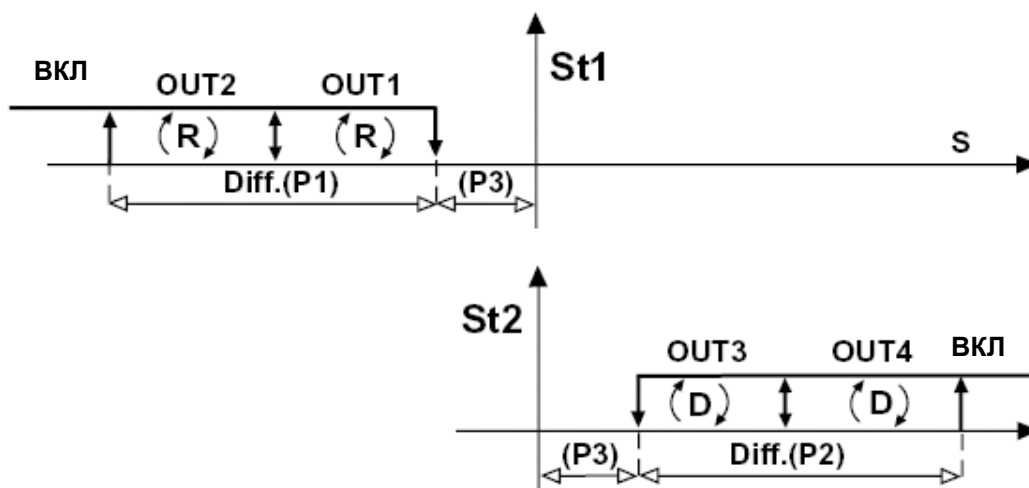 ВКЛ
OUT2
OUT1
St1
(R)
(R)
S
Diff.(P1)
(P3)
St2
OUT3
OUT4
ВКЛ
(D)
(D)
(P3)
Diff.(P2)